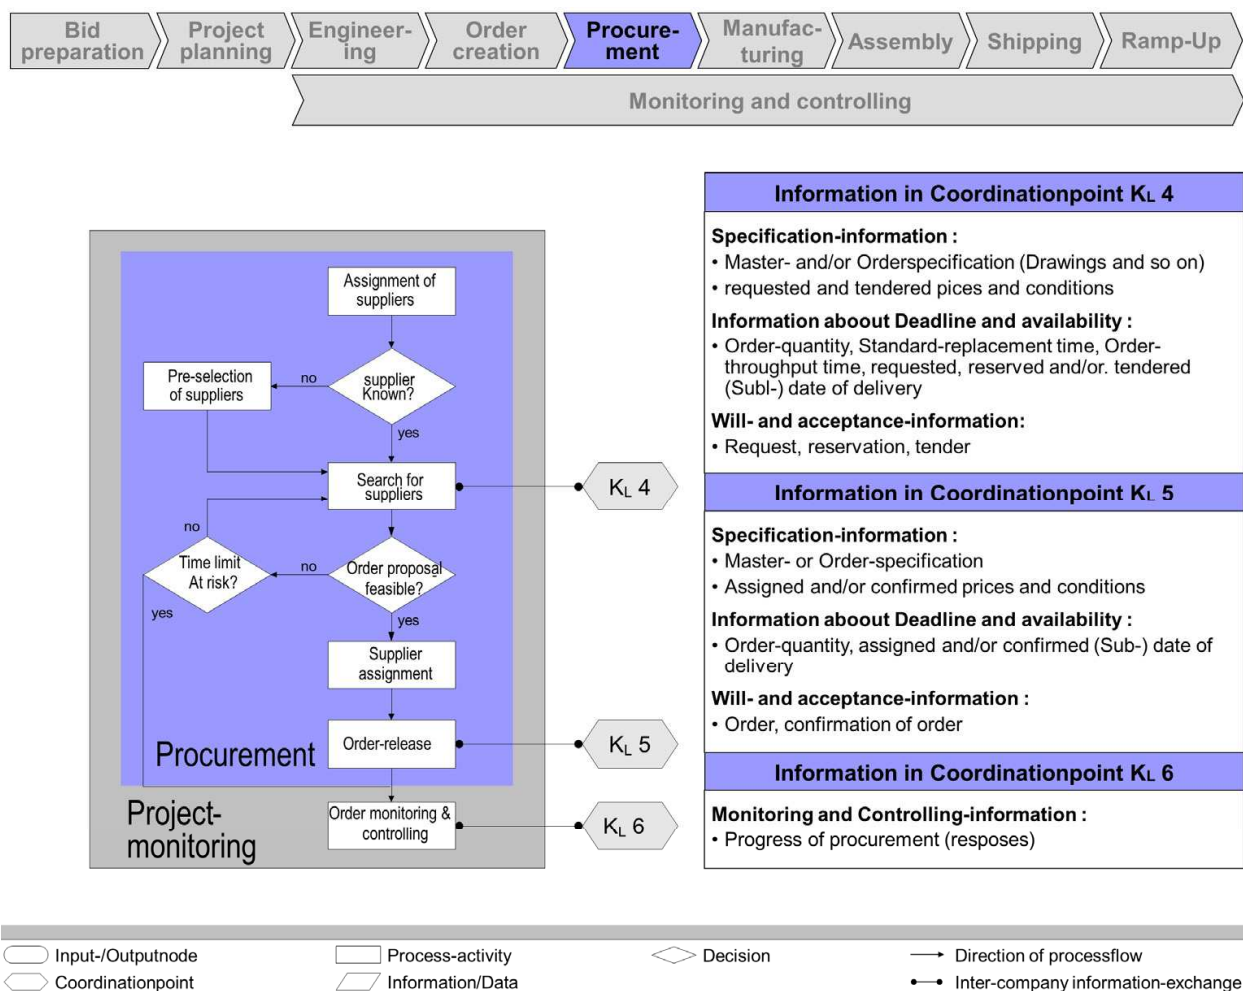 Bid
preparation
Project
planning
Engineer-
ing
Order
creation
Procure-
ment
Manufac-
turing
Assembly
Shipping
Ramp-Up
Monitoring and controlling
Assignment of
suppliers
supplier
Known?
no
Pre-selection
of suppliers
yes
Search for
suppliers
KL 4
no
Time limit
At risk?
no
Order proposal
feasible?
yes
yes
Supplier
assignment
Order-release
KL 5
Procurement
Order monitoring &
controlling
KL 6
Project-
monitoring
Information in Coordinationpoint KL 4
Specification-information :
• Master- and/or Orderspecification (Drawings and so on)
• requested and tendered pices and conditions
Information aboout Deadline and availability :
• Order-quantity, Standard-replacement time, Order-
throughput time, requested, reserved and/or. tendered
(Subl-) date of delivery
Will- and acceptance-information:
• Request, reservation, tender
Information in Coordinationpoint KL 5
Specification-information :
• Master- or Order-specification
• Assigned and/or confirmed prices and conditions
Information aboout Deadline and availability :
• Order-quantity, assigned and/or confirmed (Sub-) date of
delivery
Will- and acceptance-information :
• Order, confirmation of order
Information in Coordinationpoint KL 6
Monitoring and Controlling-information :
• Progress of procurement (resposes)
Input-/Outputnode
Process-activity
Decision
Direction of processflow
Coordinationpoint
Information/Data
Inter-company information-exchange